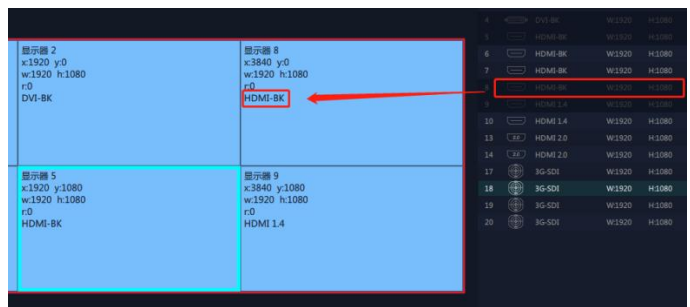 显示器 2
x:1920 y:0
w:1920 h:1080
r:0
DVI-BK
显示器 8
x:3840 y:0
w:1920 h:1080
r:0
HDMI-BK
显示器 5
x:1920 y:1080
w:1920 h:1080
r:0
HDMI-BK
显示器 9
x:3840 y:1080
w:1920 h:1080
r:0
HDMI 1.4
4 DVI-BK W:1920 H:1080
5 HDMI-BK W:1920 H:1080
6 HDMI-BK W:1920 H:1080
7 HDMI-BK W:1920 H:1080
8 HDMI-BK W:1920 H:1080
9 HDMI 1.4 W:1920 H:1080
10 HDMI 1.4 W:1920 H:1080
13 2.0 HDMI 2.0 W:1920 H:1080
14 2.0 HDMI 2.0 W:1920 H:1080
17 3G-SDI W:1920 H:1080
18 3G-SDI W:1920 H:1080
19 3G-SDI W:1920 H:1080
20 3G-SDI W:1920 H:1080